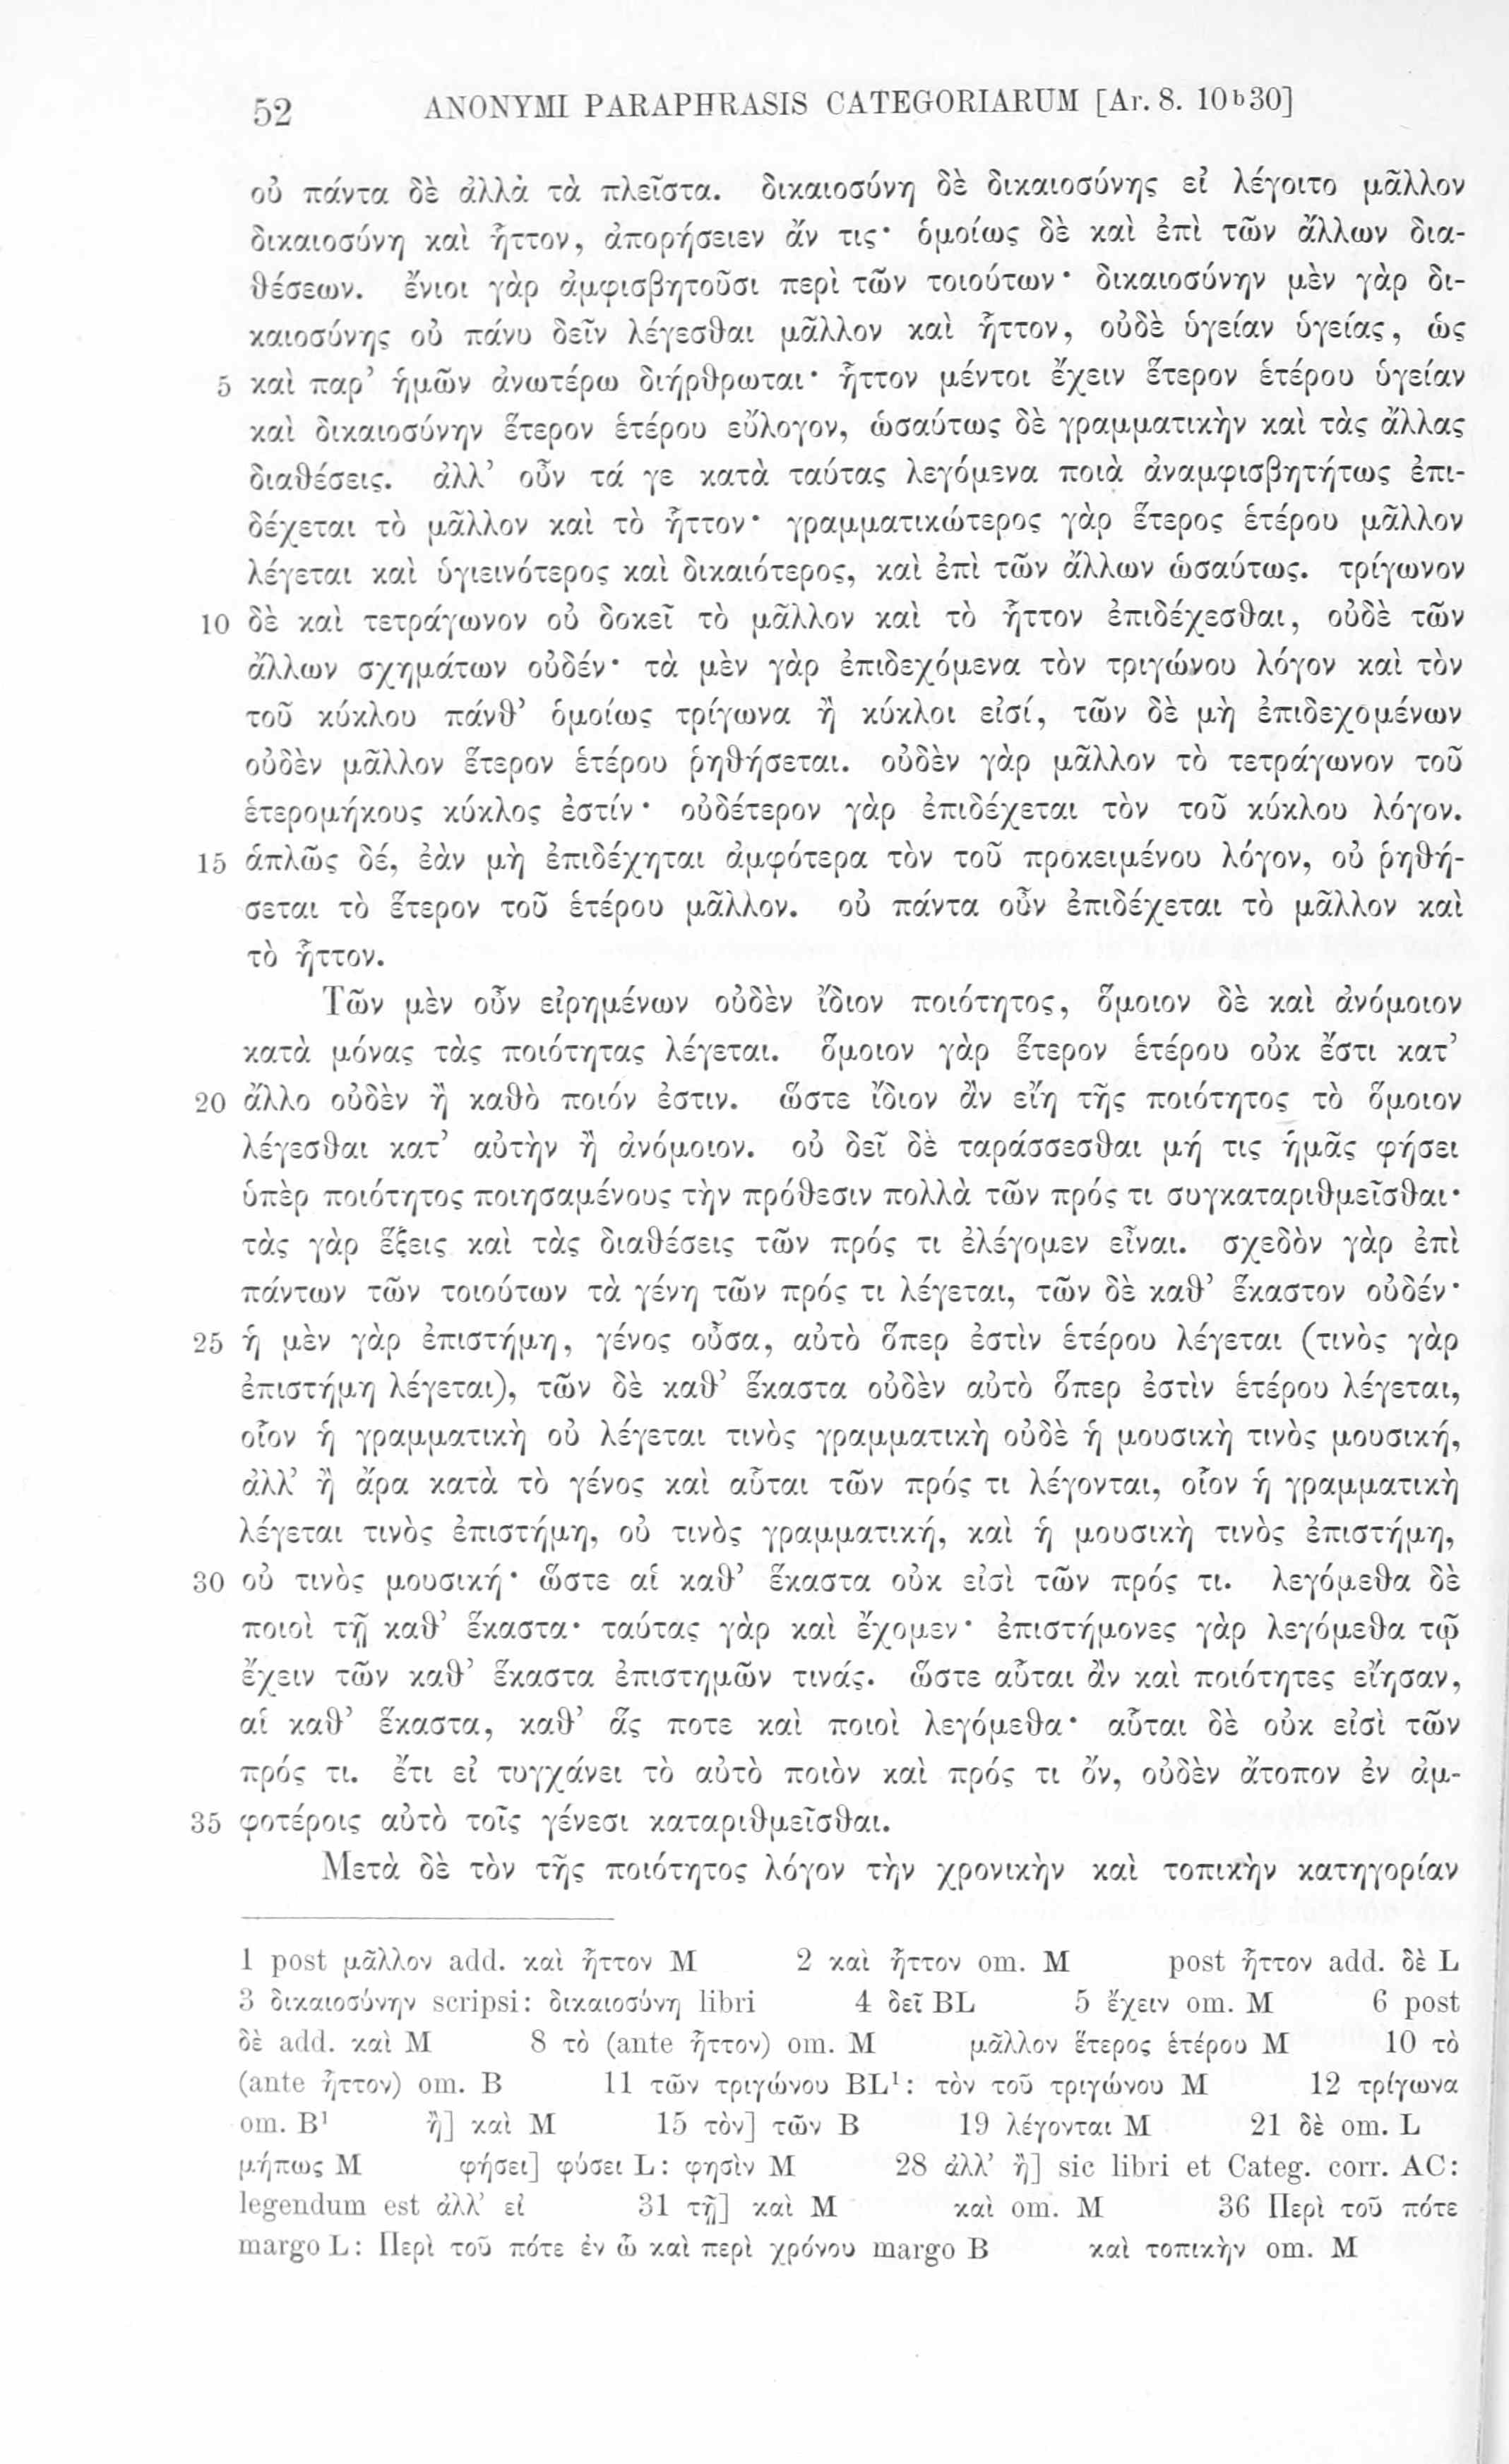 52 ANONYMI PARAPHRASIS CATEGORIARUM [Ar. 8. 10ᵇ30]
οὐ πάντα δὲ ἀλλὰ τὰ πλεῖστα. δικαιοσύνη δὲ δικαιοσύνης εἰ λέγοιτο μᾶλλον
δικαιοσύνη καὶ ἧττον, ἀπορήσειεν ἄν τις· ὁμοίως δὲ καὶ ἐπὶ τῶν ἄλλων δια-
θέσεων. ἔνιοι γὰρ ἀμφισβητοῦσι περὶ τῶν τοιούτων· δικαιοσύνην μὲν γὰρ δι-
καιοσύνης οὐ πάνυ δεῖν λέγεσθαι μᾶλλον καὶ ἧττον, οὐδὲ ὑγείαν ὑγείας, ὡς
5 καὶ παρ’ ἡμῶν ἀνωτέρω διήρθρωται· ἧττον μέντοι ἔχειν ἕτερον ἑτέρου ὑγείαν
καὶ δικαιοσύνην ἕτερον ἑτέρου εὔλογον, ὡσαύτως δὲ γραμματικὴν καὶ τὰς ἄλλας
διαθέσεις. ἀλλ’ οὖν τά γε κατὰ ταύτας λεγόμενα ποιὰ ἀναμφισβητήτως ἐπι-
δέχεται τὸ μᾶλλον καὶ τὸ ἧττον· γραμματικώτερος γὰρ ἕτερος ἑτέρου μᾶλλον
λέγεται καὶ ὑγιεινότερος καὶ δικαιότερος, καὶ ἐπὶ τῶν ἄλλων ὡσαύτως. τρίγωνον
10 δὲ καὶ τετράγωνον οὐ δοκεῖ τὸ μᾶλλον καὶ τὸ ἧττον ἐπιδέχεσθαι, οὐδὲ τῶν
ἄλλων σχημάτων οὐδέν· τὰ μὲν γὰρ ἐπιδεχόμενα τὸν τριγώνου λόγον καὶ τὸν
τοῦ κύκλου πάνθ’ ὁμοίως τρίγωνα ἢ κύκλοι εἰσί, τῶν δὲ μὴ ἐπιδεχομένων
οὐδὲν μᾶλλον ἕτερον ἑτέρου ῥηθήσεται. οὐδὲν γὰρ μᾶλλον τὸ τετράγωνον τοῦ
ἑτερομήκους κύκλος ἐστίν· οὐδέτερον γὰρ ἐπιδέχεται τὸν τοῦ κύκλου λόγον.
15 ἁπλῶς δέ, ἐὰν μὴ ἐπιδέχηται ἀμφότερα τὸν τοῦ προκειμένου λόγον, οὐ ῥηθή-
σεται τὸ ἕτερον τοῦ ἑτέρου μᾶλλον. οὐ πάντα οὖν ἐπιδέχεται τὸ μᾶλλον καὶ
τὸ ἧττον.
Τῶν μὲν οὖν εἰρημένων οὐδὲν ἴδιον ποιότητος, ὅμοιον δὲ καὶ ἀνόμοιον
κατὰ μόνας τὰς ποιότητας λέγεται. ὅμοιον γὰρ ἕτερον ἑτέρου οὐκ ἔστι κατ’
20 ἄλλο οὐδὲν ἢ καθὸ ποιόν ἐστιν. ὥστε ἴδιον ἂν εἴη τῆς ποιότητος τὸ ὅμοιον
λέγεσθαι κατ’ αὐτὴν ἢ ἀνόμοιον. οὐ δεῖ δὲ ταράσσεσθαι μή τις ἡμᾶς φήσει
ὑπὲρ ποιότητος ποιησαμένους τὴν πρόθεσιν πολλὰ τῶν πρός τι συγκαταριθμεῖσθαι·
τὰς γὰρ ἕξεις καὶ τὰς διαθέσεις τῶν πρός τι ἐλέγομεν εἶναι. σχεδὸν γὰρ ἐπὶ
πάντων τῶν τοιούτων τὰ γένη τῶν πρός τι λέγεται, τῶν δὲ καθ’ ἕκαστον οὐδέν·
25 ἡ μὲν γὰρ ἐπιστήμη, γένος οὖσα, αὐτὸ ὅπερ ἐστὶν ἑτέρου λέγεται (τινὸς γὰρ
ἐπιστήμη λέγεται), τῶν δὲ καθ’ ἕκαστα οὐδὲν αὐτὸ ὅπερ ἐστὶν ἑτέρου λέγεται,
οἷον ἡ γραμματικὴ οὐ λέγεται τινὸς γραμματικὴ οὐδὲ ἡ μουσικὴ τινὸς μουσική,
ἀλλ’ ἢ ἄρα κατὰ τὸ γένος καὶ αὗται τῶν πρός τι λέγονται, οἷον ἡ γραμματικὴ
λέγεται τινὸς ἐπιστήμη, οὐ τινὸς γραμματική, καὶ ἡ μουσικὴ τινὸς ἐπιστήμη,
30 οὐ τινὸς μουσική· ὥστε αἱ καθ’ ἕκαστα οὐκ εἰσὶ τῶν πρός τι. λεγόμεθα δὲ
ποιοὶ τῇ καθ’ ἕκαστα· ταύτας γὰρ καὶ ἔχομεν· ἐπιστήμονες γὰρ λεγόμεθα τῷ
ἔχειν τῶν καθ’ ἕκαστα ἐπιστημῶν τινάς. ὥστε αὗται ἂν καὶ ποιότητες εἴησαν,
αἱ καθ’ ἕκαστα, καθ’ ἅς ποτε καὶ ποιοὶ λεγόμεθα· αὗται δὲ οὐκ εἰσὶ τῶν
πρός τι. ἔτι εἰ τυγχάνει τὸ αὐτὸ ποιὸν καὶ πρός τι ὄν, οὐδὲν ἄτοπον ἐν ἀμ-
35 φοτέροις αὐτὸ τοῖς γένεσι καταριθμεῖσθαι.
Μετὰ δὲ τὸν τῆς ποιότητος λόγον τὴν χρονικὴν καὶ τοπικὴν κατηγορίαν
1 post μᾶλλον add. καὶ ἧττον M 2 καὶ ἧττον om. M post ἧττον add. δὲ L
3 δικαιοσύνην scripsi: δικαιοσύνη libri 4 δεῖ BL 5 ἔχειν om. M 6 post
δὲ add. καὶ M 8 τὸ (ante ἧττον) om. M μᾶλλον ἕτερος ἑτέρου M 10 τὸ
(ante ἧττον) om. B 11 τῶν τριγώνου BL¹: τὸν τοῦ τριγώνου M 12 τρίγωνα
om. B¹ ἢ] καὶ M 15 τὸν] τῶν B 19 λέγονται M 21 δὲ om. L
μήπως M φήσει] φύσει L: φησὶν M 28 ἀλλ’ ἢ] sic libri et Categ. corr. AC:
legendum est ἀλλ’ εἰ 31 τῇ] καὶ M καὶ om. M 36 Περὶ τοῦ πότε
margo L: Περὶ τοῦ πότε ἐν ᾧ καὶ περὶ χρόνου margo B καὶ τοπικὴν om. M